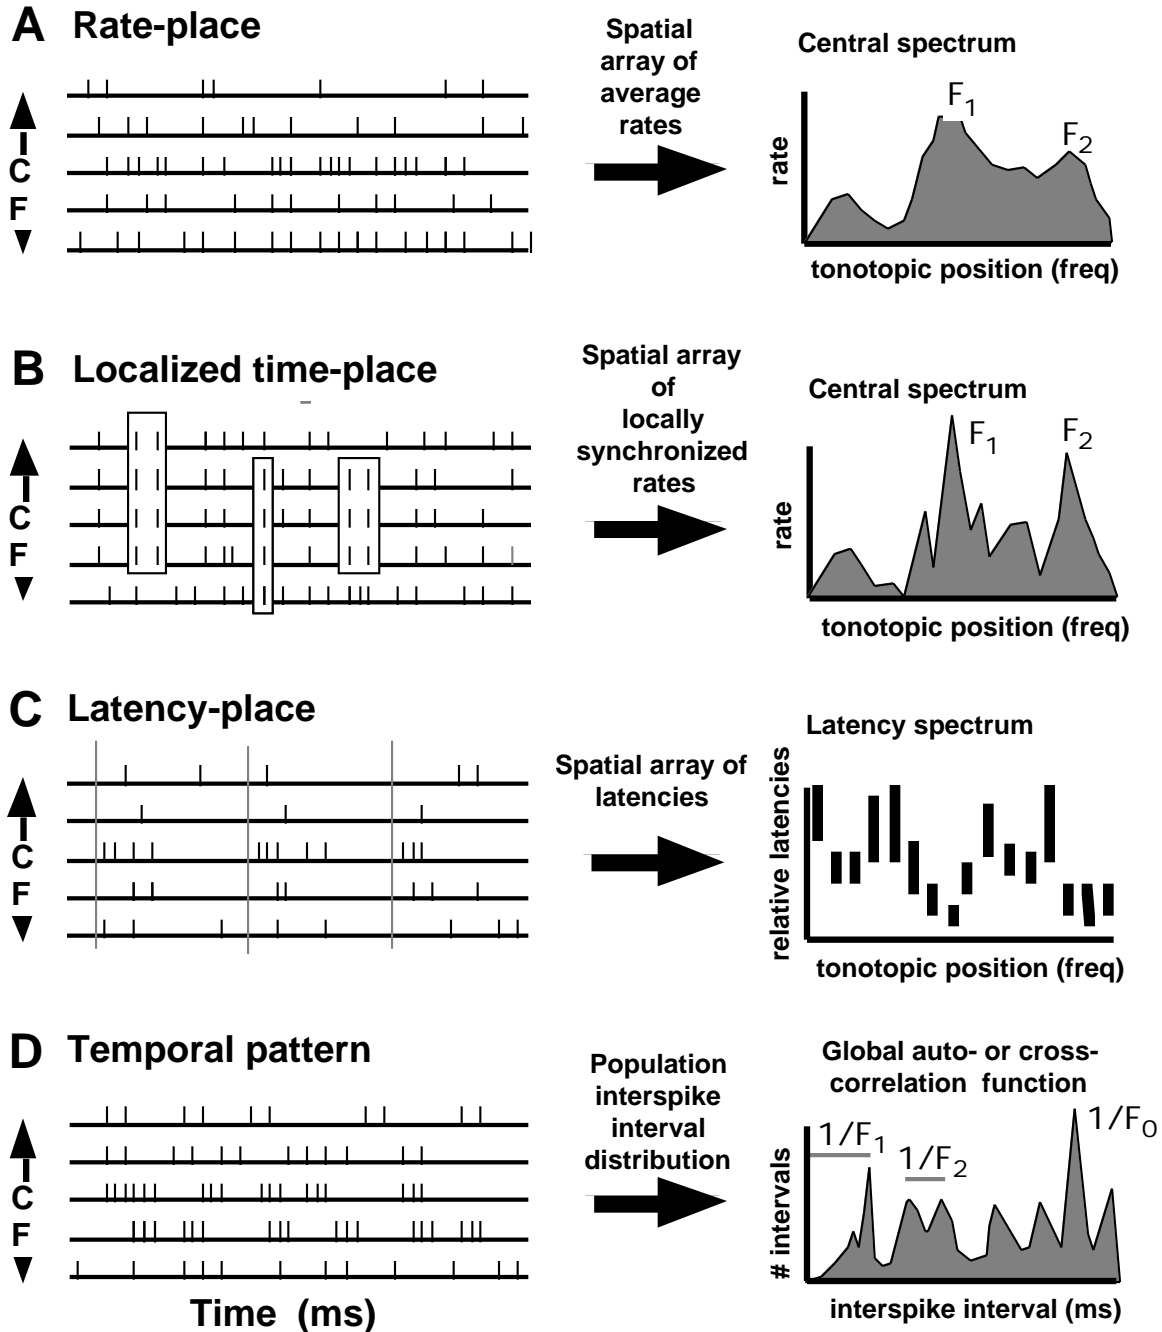 A Rate-place
C
F
Spatial
array of
average
rates
Central spectrum
F1
F2
rate
tonotopic position (freq)
B Localized time-place
C
F
Spatial array
of
locally
synchronized
rates
Central spectrum
F1
F2
rate
tonotopic position (freq)
C Latency-place
C
F
Spatial array of
latencies
Latency spectrum
relative latencies
tonotopic position (freq)
D Temporal pattern
C
F
Time (ms)
Population
interspike
interval
distribution
Global auto- or cross-
correlation function
1/F1
1/F2
1/F0
# intervals
interspike interval (ms)